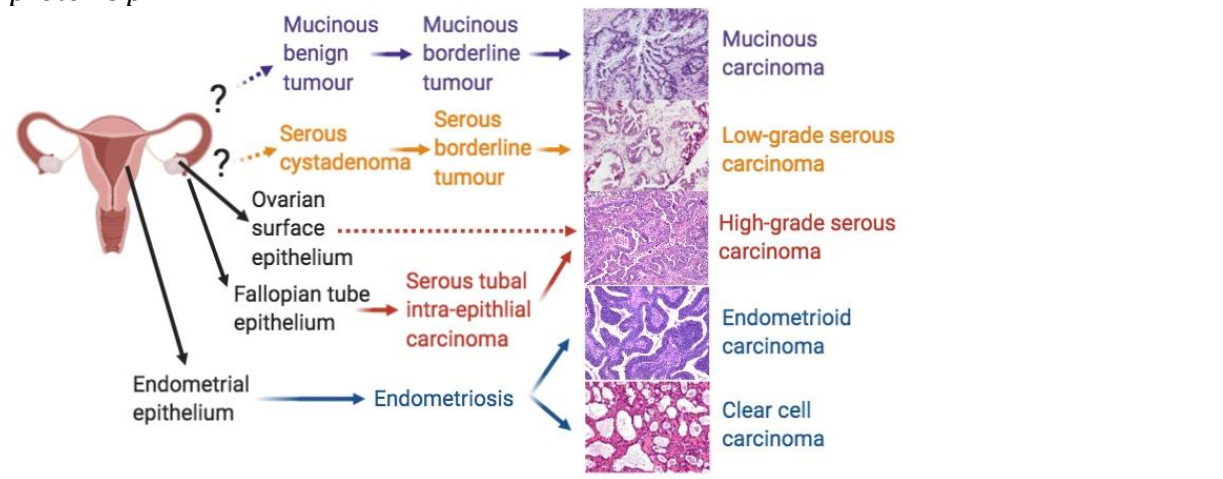 Mucinous
benign
tumour
Mucinous
borderline
tumour
Mucinous
carcinoma
?
Serous
cystadenoma
Serous
borderline
tumour
Low-grade serous
carcinoma
?
Ovarian
surface
epithelium
High-grade serous
carcinoma
Fallopian tube
epithelium
Serous tubal
intra-epithlial
carcinoma
Endometrioid
carcinoma
Endometrial
epithelium
Endometriosis
Clear cell
carcinoma